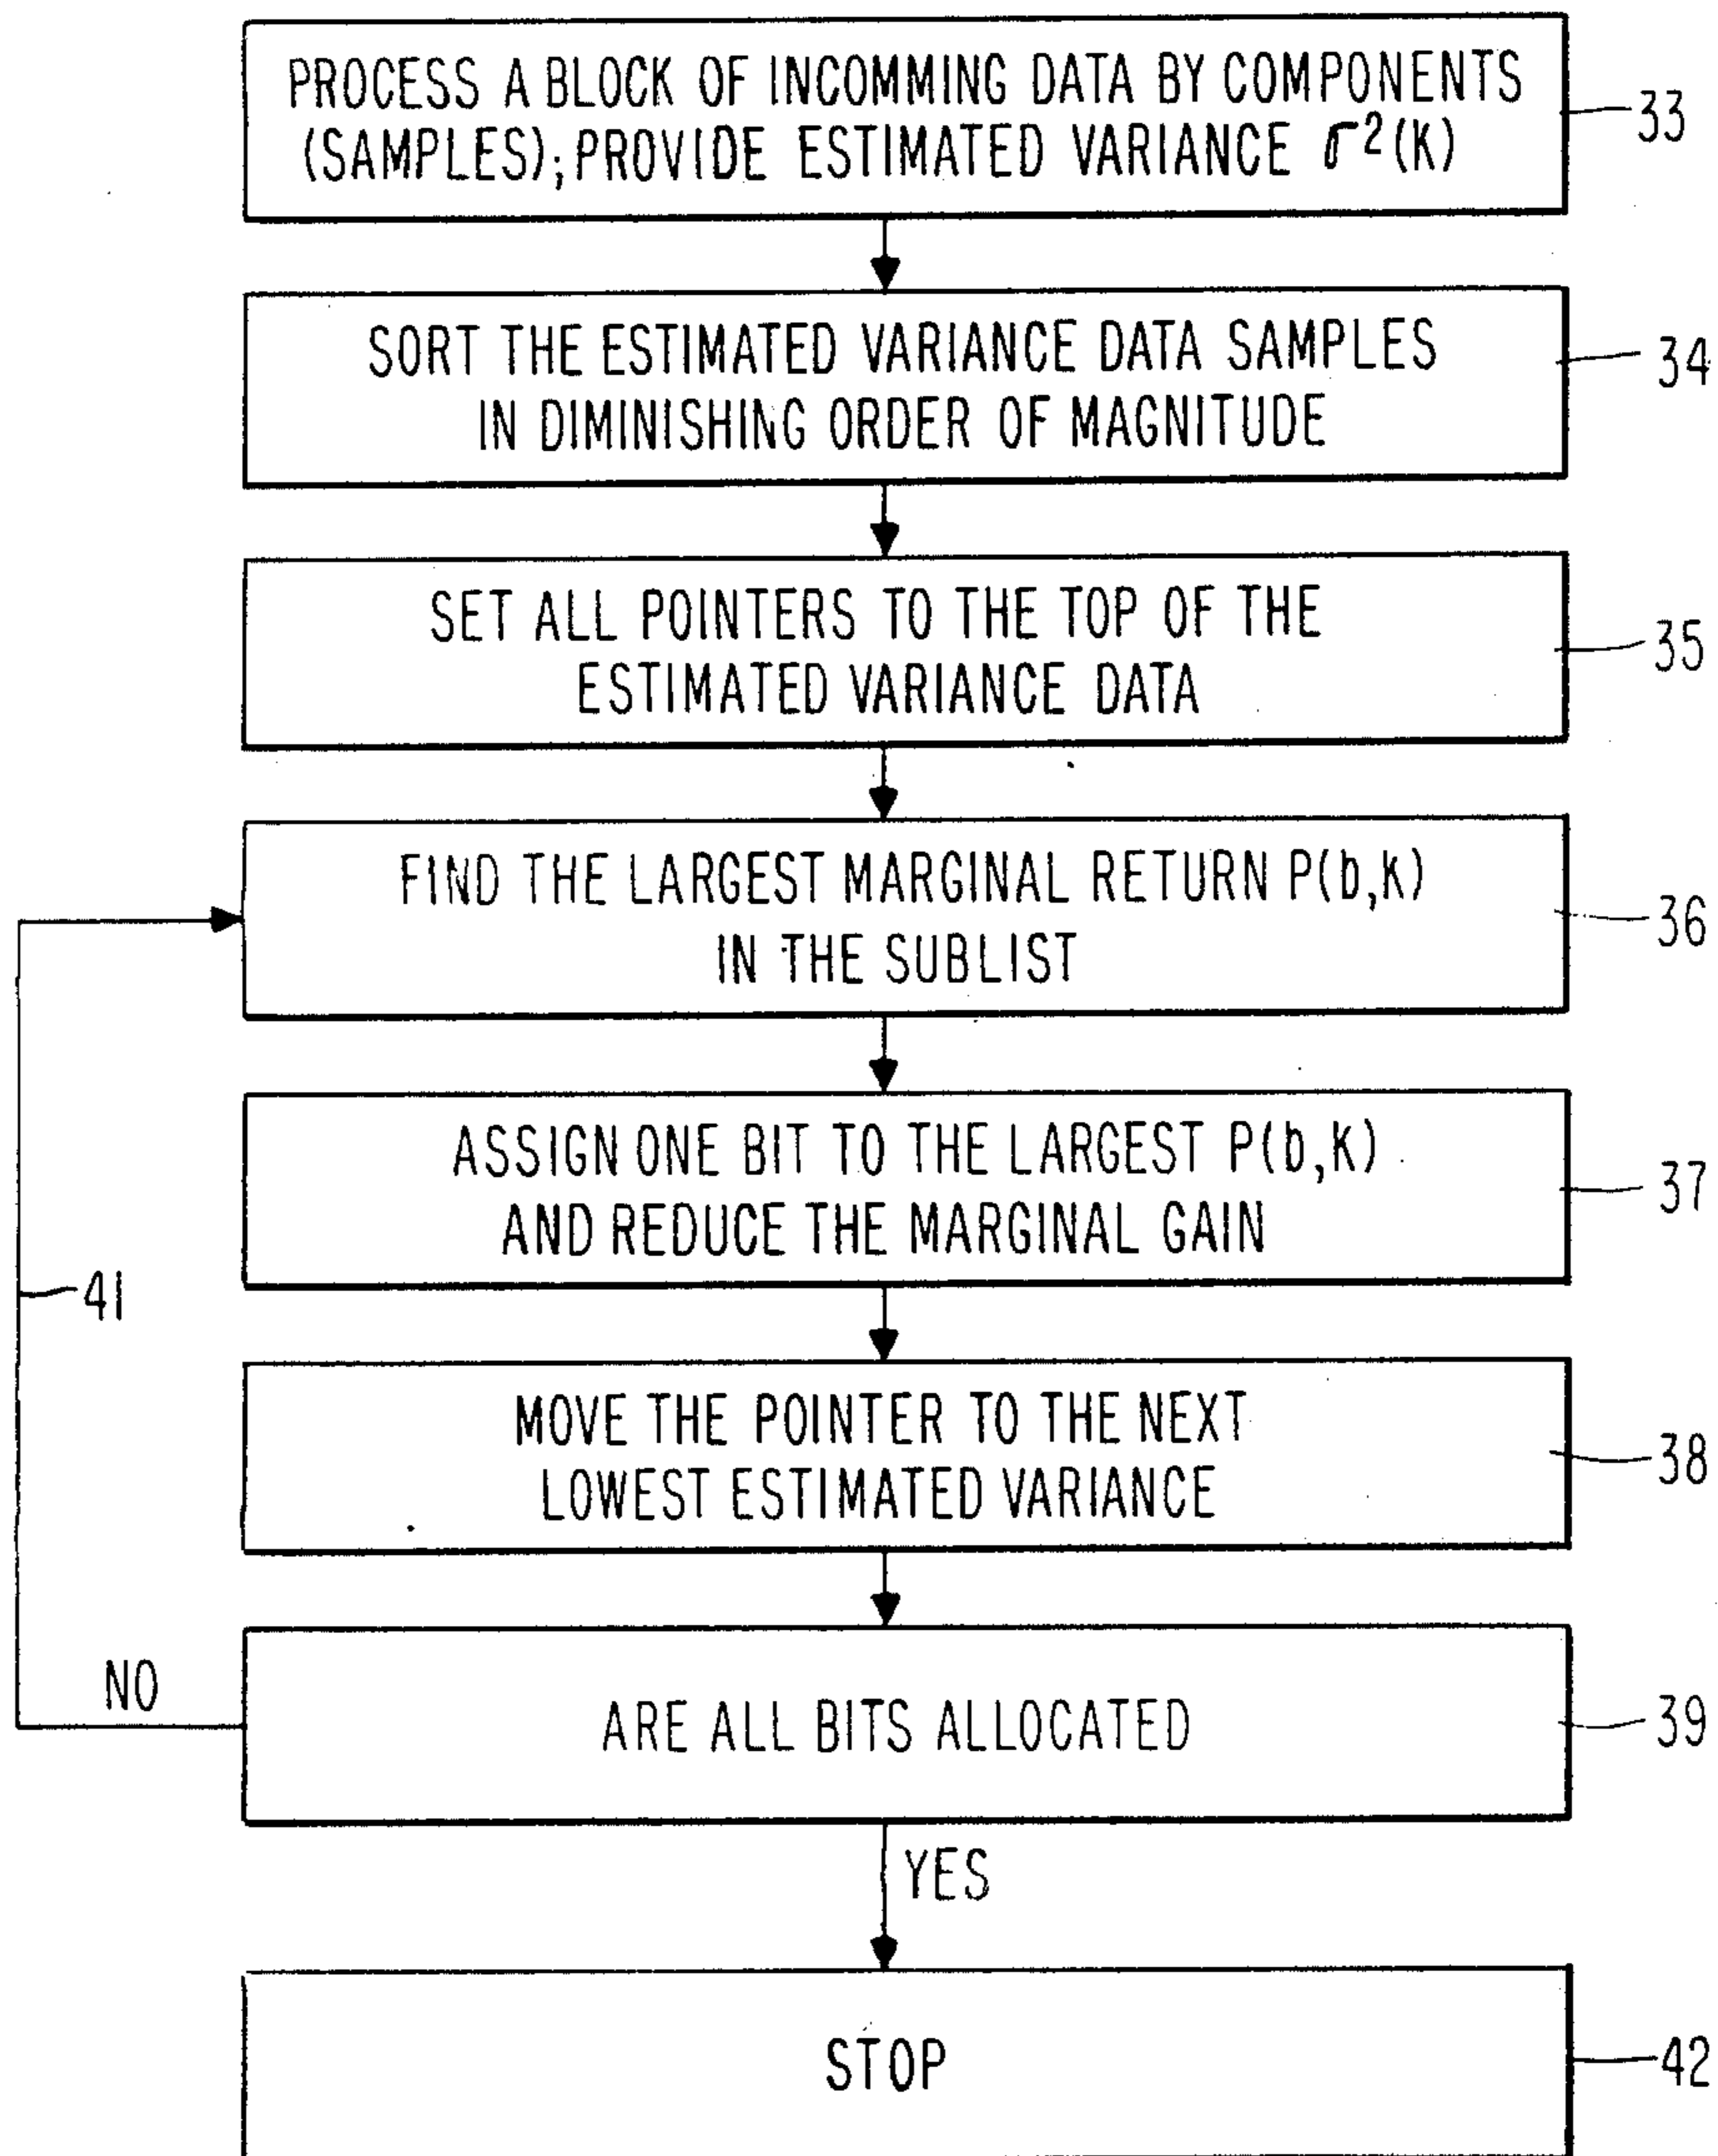 PROCESS A BLOCK OF INCOMMING DATA BY COMPONENTS
(SAMPLES); PROVIDE ESTIMATED VARIANCE σ²(K)
33
SORT THE ESTIMATED VARIANCE DATA SAMPLES
IN DIMINISHING ORDER OF MAGNITUDE
34
SET ALL POINTERS TO THE TOP OF THE
ESTIMATED VARIANCE DATA
35
FIND THE LARGEST MARGINAL RETURN P(b,K)
IN THE SUBLIST
36
ASSIGN ONE BIT TO THE LARGEST P(b,K)
AND REDUCE THE MARGINAL GAIN
37
41
MOVE THE POINTER TO THE NEXT
LOWEST ESTIMATED VARIANCE
38
NO
ARE ALL BITS ALLOCATED
39
YES
STOP
42